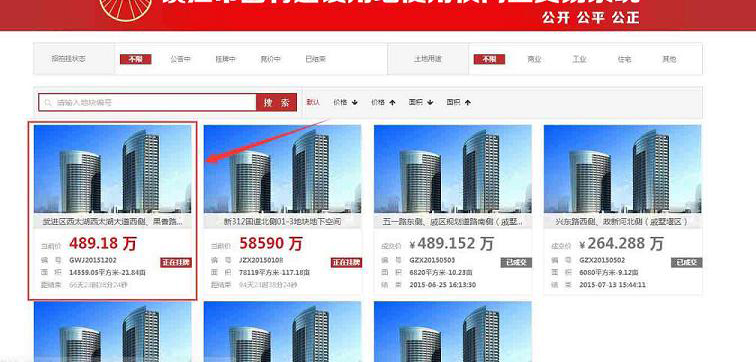 公开 公平 公正
招拍挂状态 不限 公告中 挂牌中 竞价中 已结束 土地用途 不限 商业 工业 住宅 其他
请输入地块编号 搜 索 默认 价格 价格 面积 面积
武进区西太湖西太湖大道西侧、果香路...
当前价 489.18 万
编 号 GWJ20151202 正在挂牌
面 积 14559.05平方米-21.84亩
距结束 66天23时38分24秒
新312国道北侧01-3地块地下空间
当前价 58590 万
编 号 JZX20150108 正在挂牌
面 积 78119平方米-117.18亩
距结束 94天23时38分24秒
五一路东侧、戚区规划道路南侧（戚墅...
成交价 ¥489.152 万
编 号 GZX20150503 已成交
面 积 6820平方米-10.23亩
结 束 2015-06-25 16:13:30
兴东路西侧、政新河北侧（戚墅堰区）
成交价 ¥264.288 万
编 号 GZX20150502 已成交
面 积 6080平方米-9.12亩
结 束 2015-07-13 15:44:11